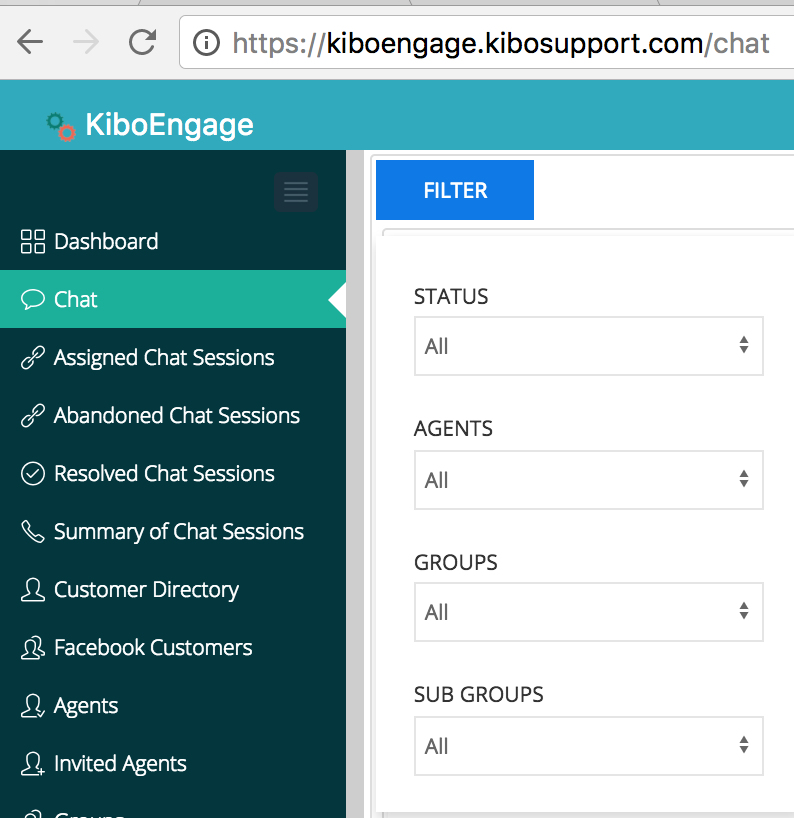 https://kiboengage.kibosupport.com/chat
KiboEngage
FILTER
Dashboard
Chat
Assigned Chat Sessions
Abandoned Chat Sessions
Resolved Chat Sessions
Summary of Chat Sessions
Customer Directory
Facebook Customers
Agents
Invited Agents
Groups
STATUS
All
AGENTS
All
GROUPS
All
SUB GROUPS
All